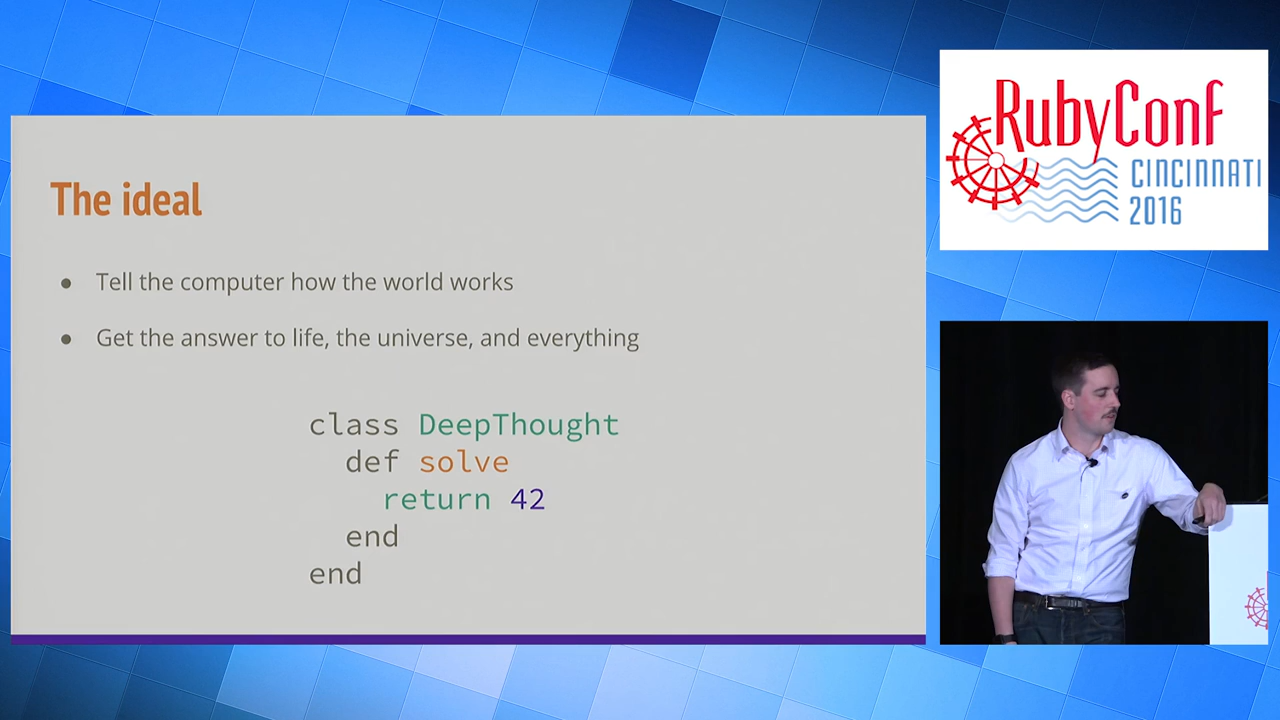 The ideal
● Tell the computer how the world works
● Get the answer to life, the universe, and everything
class DeepThought
  def solve
    return 42
  end
end
RubyConf
CINCINNATI
2016